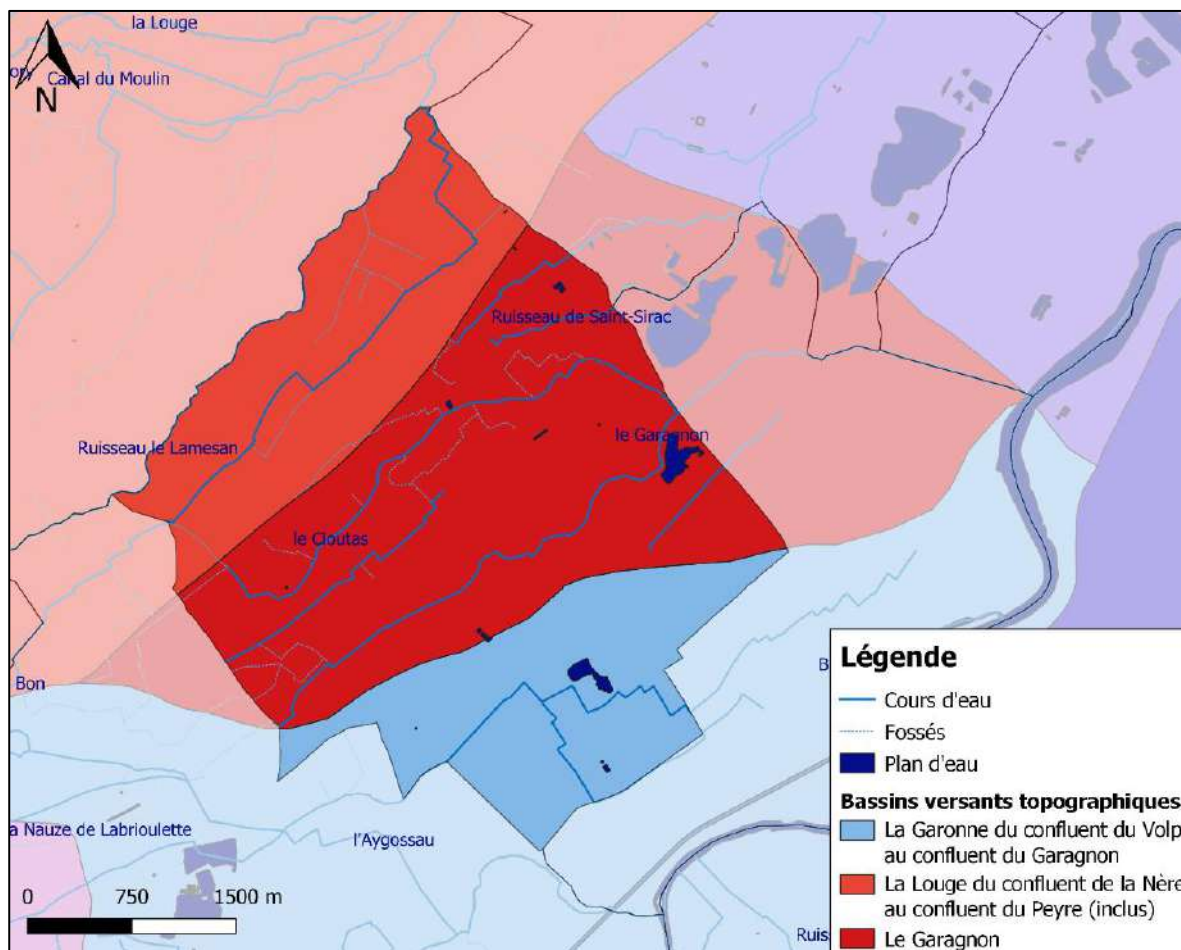 la Louge
Canal du Moulin
N
Ruisseau de Saint-Sirac
Ruisseau le Lamesan
le Garagnon
le Cloutas
Bon
a Nauze de Labrioulette
l'Aygossau
0 750 1500 m
B
Ruis
Légende
Cours d'eau
Fossés
Plan d'eau
Bassins versants topographiques
La Garonne du confluent du Volp
au confluent du Garagnon
La Louge du confluent de la Nère
au confluent du Peyre (inclus)
Le Garagnon